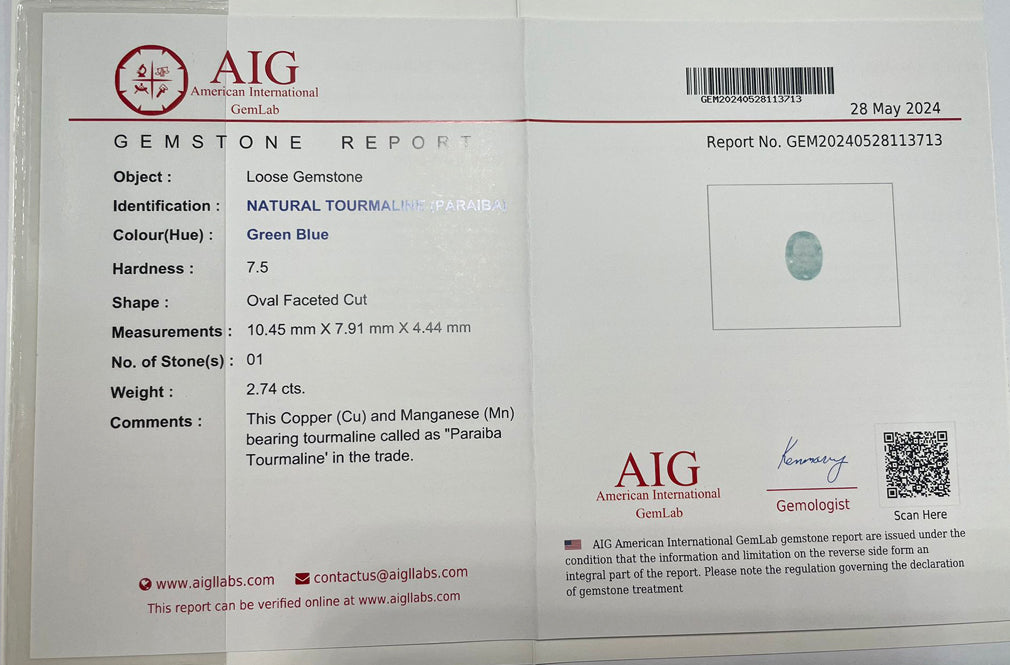 AIG
American International
GemLab
GEM20240528113713
28 May 2024
GEMSTONE REPORT
Report No. GEM20240528113713
Object : Loose Gemstone
Identification : NATURAL TOURMALINE (PARAIBA)
Colour(Hue) : Green Blue
Hardness : 7.5
Shape : Oval Faceted Cut
Measurements : 10.45 mm X 7.91 mm X 4.44 mm
No. of Stone(s) : 01
Weight : 2.74 cts.
Comments : This Copper (Cu) and Manganese (Mn)
bearing tourmaline called as "Paraiba
Tourmaline' in the trade.
www.aigllabs.com contactus@aigllabs.com
This report can be verified online at www.aigllabs.com
AIG
American International
GemLab
Gemologist
Scan Here
AIG American International GemLab gemstone report are issued under the
condition that the information and limitation on the reverse side form an
integral part of the report. Please note the regulation governing the declaration
of gemstone treatment